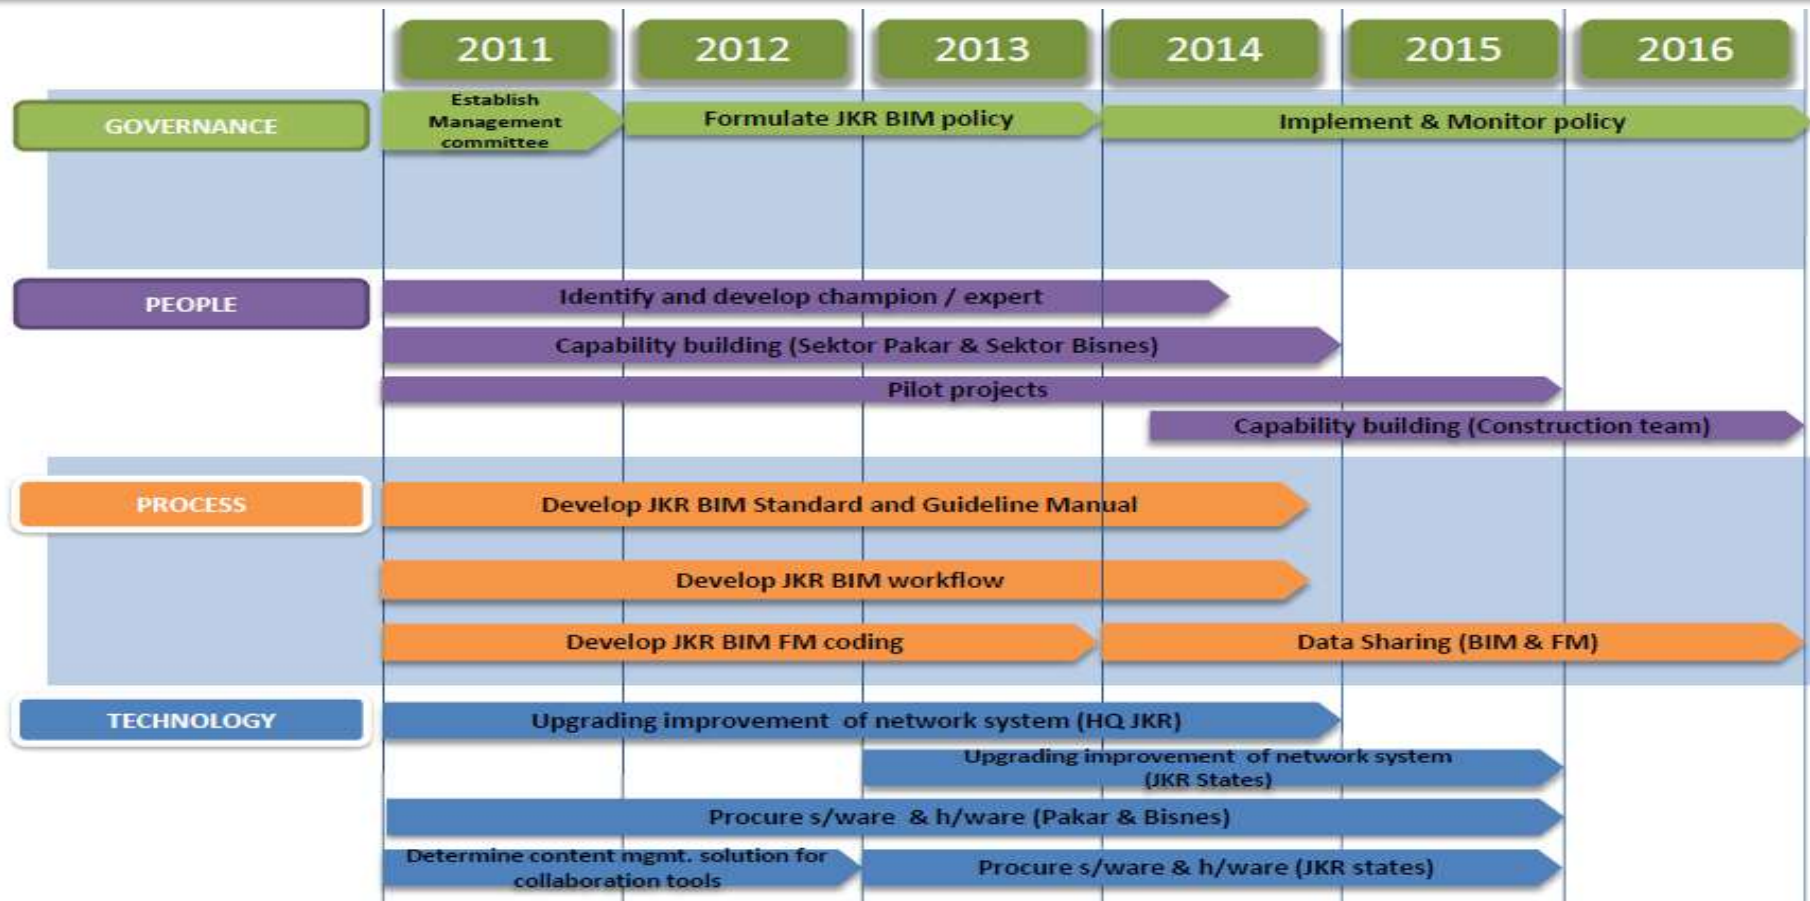 2011
2012
2013
2014
2015
2016
GOVERNANCE
Establish
Management
committee
Formulate JKR BIM policy
Implement & Monitor policy
PEOPLE
Identify and develop champion / expert
Capability building (Sektor Pakar & Sektor Bisnes)
Pilot projects
Capability building (Construction team)
PROCESS
Develop JKR BIM Standard and Guideline Manual
Develop JKR BIM workflow
Develop JKR BIM FM coding
Data Sharing (BIM & FM)
TECHNOLOGY
Upgrading improvement of network system (HQ JKR)
Upgrading improvement of network system
(JKR States)
Procure s/ware & h/ware (Pakar & Bisnes)
Determine content mgmt. solution for
collaboration tools
Procure s/ware & h/ware (JKR states)